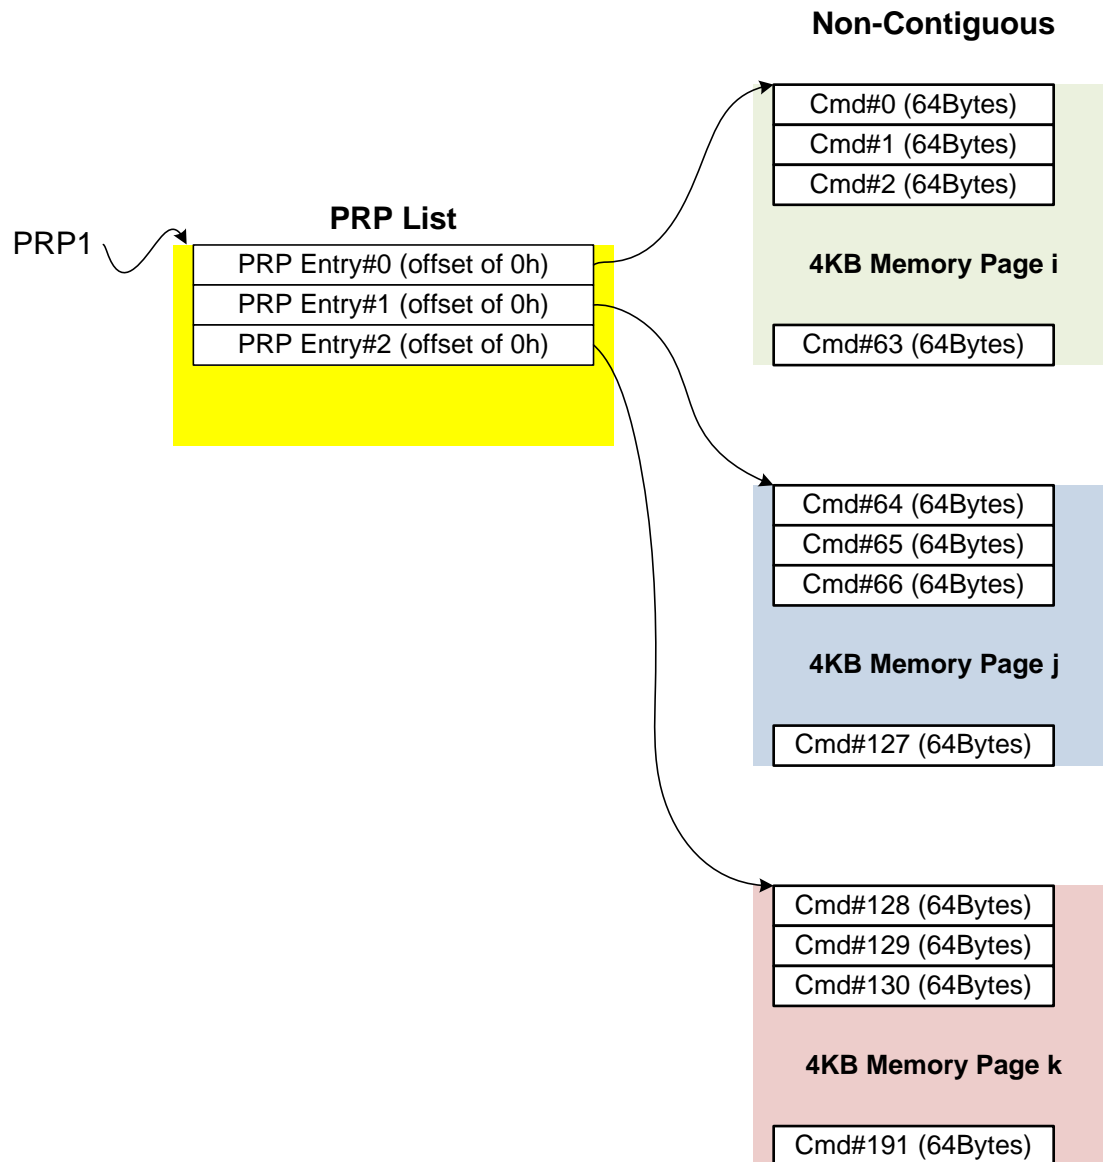 Non-Contiguous
Cmd#0 (64Bytes)
Cmd#1 (64Bytes)
Cmd#2 (64Bytes)
4KB Memory Page i
Cmd#63 (64Bytes)
PRP1
PRP List
PRP Entry#0 (offset of 0h)
PRP Entry#1 (offset of 0h)
PRP Entry#2 (offset of 0h)
Cmd#64 (64Bytes)
Cmd#65 (64Bytes)
Cmd#66 (64Bytes)
4KB Memory Page j
Cmd#127 (64Bytes)
Cmd#128 (64Bytes)
Cmd#129 (64Bytes)
Cmd#130 (64Bytes)
4KB Memory Page k
Cmd#191 (64Bytes)